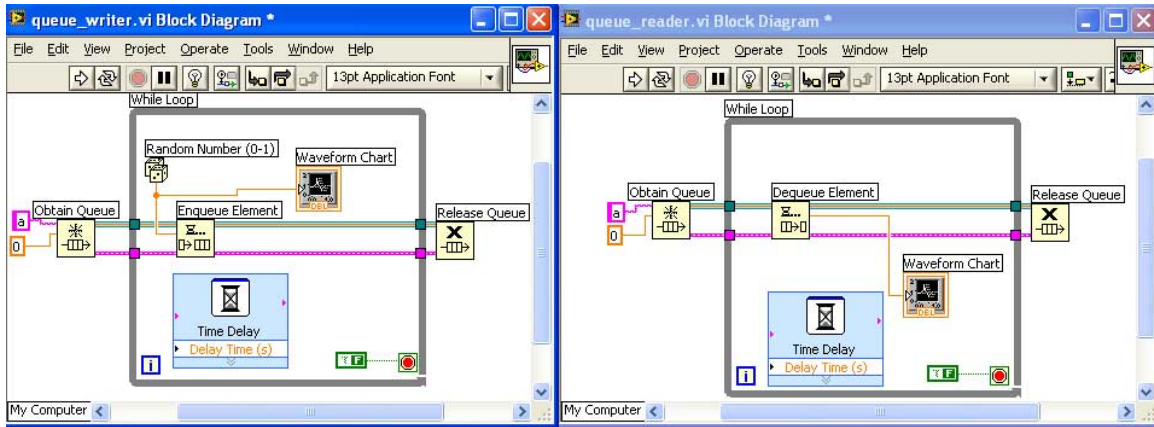 queue_writer.vi Block Diagram *
File Edit View Project Operate Tools Window Help
13pt Application Font
While Loop
Random Number (0-1)
Waveform Chart
DBL
Obtain Queue
Enqueue Element
Release Queue
a
0
Time Delay
Delay Time (s)
i
F
My Computer
queue_reader.vi Block Diagram *
File Edit View Project Operate Tools Window Help
13pt Application Font
While Loop
Obtain Queue
Dequeue Element
Release Queue
a
0
Waveform Chart
DBL
Time Delay
Delay Time (s)
i
F
My Computer